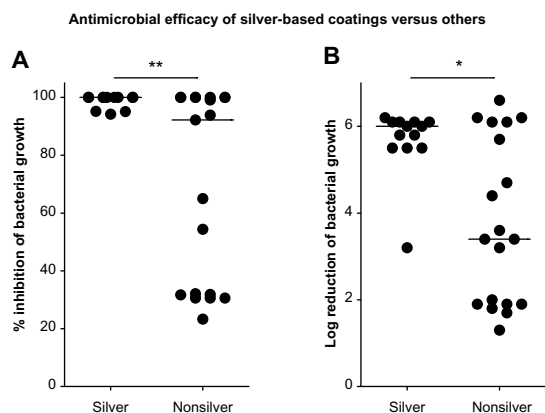 Antimicrobial efficacy of silver-based coatings versus others
A
**
% inhibition of bacterial growth
100
80
60
40
20
0
Silver Nonsilver
B
*
Log reduction of bacterial growth
6
4
2
0
Silver Nonsilver